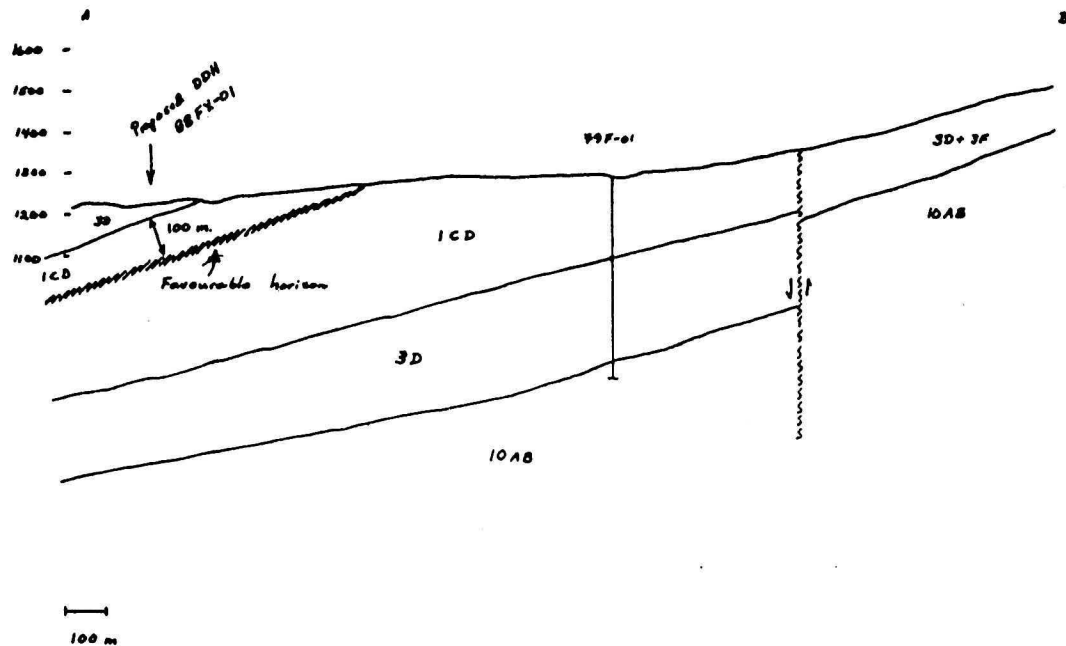 A
B
1600
1500
1400
1300
1200
1100
Proposed DDH
88FX-01
79F-01
3D + 3F
10AB
3D
100 m.
1CD
1CD
Favourable horizon
3D
10AB
100 m